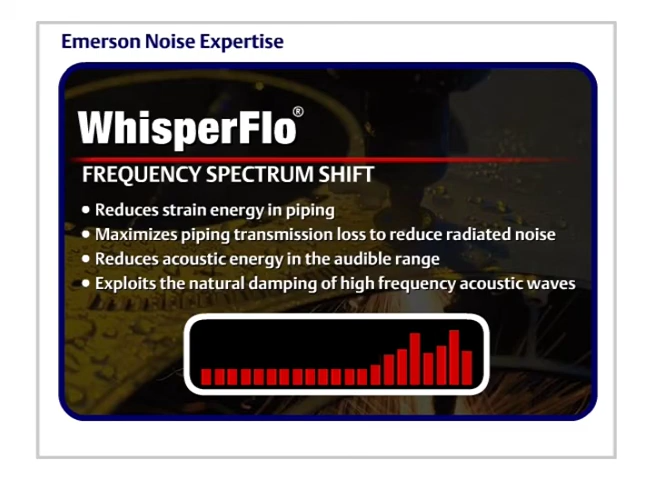 Emerson Noise Expertise
WhisperFlo®
FREQUENCY SPECTRUM SHIFT
• Reduces strain energy in piping
• Maximizes piping transmission loss to reduce radiated noise
• Reduces acoustic energy in the audible range
• Exploits the natural damping of high frequency acoustic waves